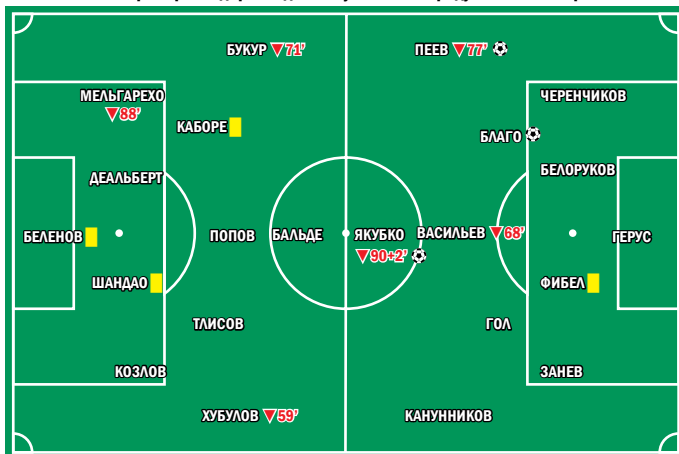 БУКУР ▼71’
ПЕЕВ ▼77’
МЕЛЬГАРЕХО
▼88’
ЧЕРЕНЧИКОВ
КАБОРЕ
БЛАГО
ДЕАЛЬБЕРТ
БЕЛОРУКОВ
БЕЛЕНОВ
ПОПОВ
БАЛЬДЕ
ЯКУБКО
▼90+2’
ВАСИЛЬЕВ ▼68’
ГЕРУС
ШАНДАО
ФИБЕЛ
ТЛИСОВ
ГОЛ
КОЗЛОВ
ЗАНЕВ
ХУБУЛОВ ▼59’
КАНУННИКОВ